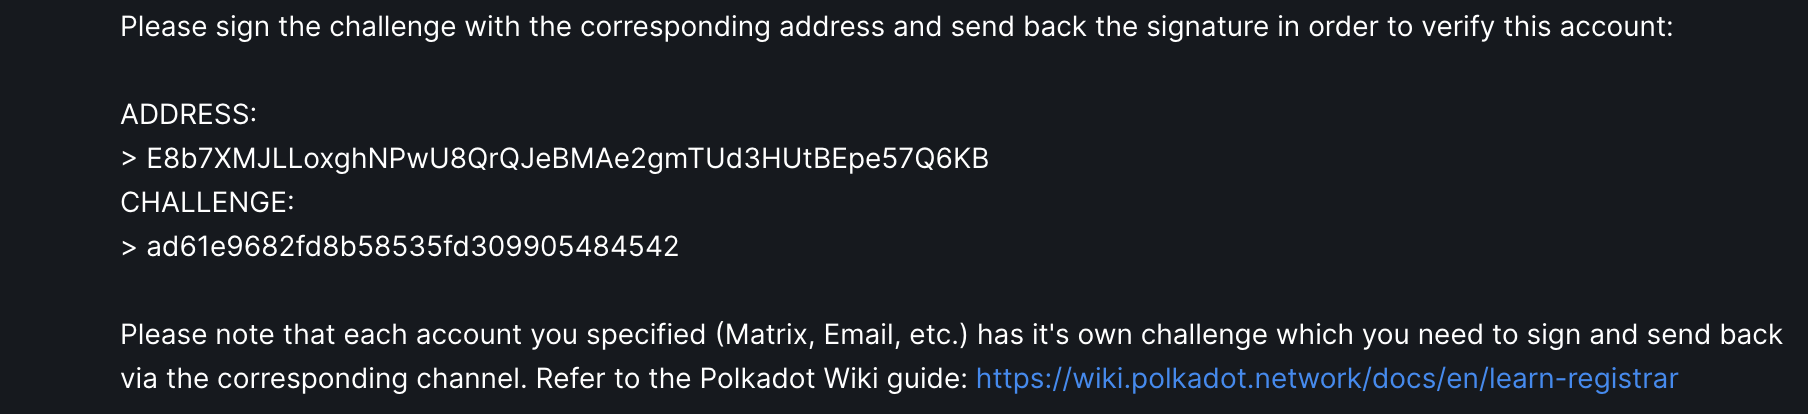 Please sign the challenge with the corresponding address and send back the signature in order to verify this account:
ADDRESS:
> E8b7XMJLLoxghNPwU8QrQJeBMAe2gmTUd3HUtBEpe57Q6KB
CHALLENGE:
> ad61e9682fd8b58535fd309905484542
Please note that each account you specified (Matrix, Email, etc.) has it's own challenge which you need to sign and send back
via the corresponding channel. Refer to the Polkadot Wiki guide: https://wiki.polkadot.network/docs/en/learn-registrar